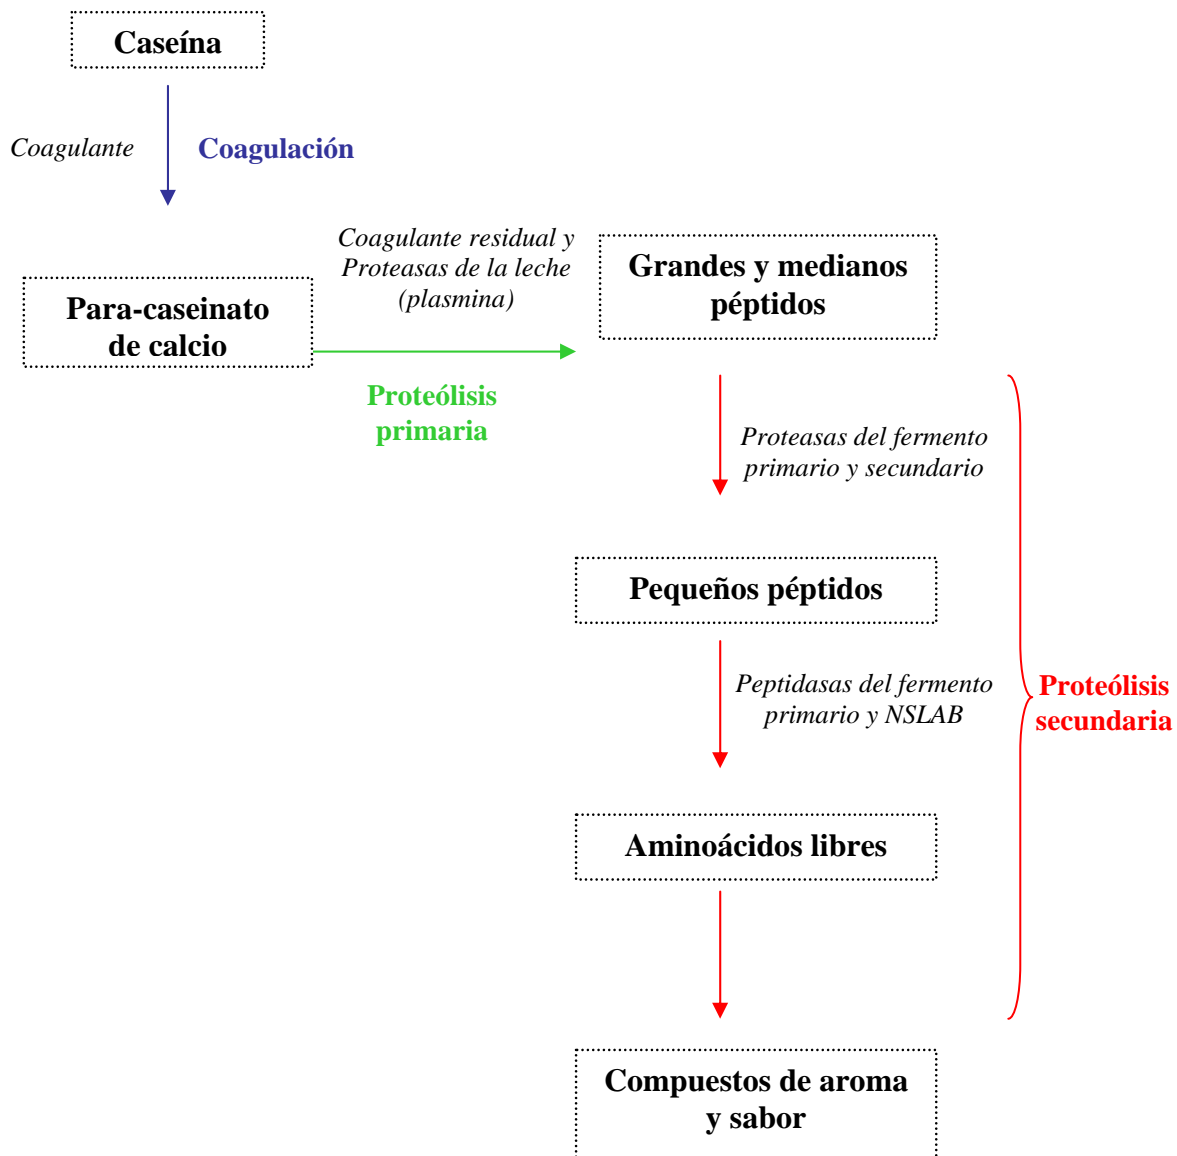 Caseína
Coagulante
Coagulación
Coagulante residual y
Proteasas de la leche
(plasmina)
Para-caseinato
de calcio
Grandes y medianos
péptidos
Proteólisis
primaria
Proteasas del fermento
primario y secundario
Pequeños péptidos
Peptidasas del fermento
primario y NSLAB
Proteólisis
secundaria
Aminoácidos libres
Compuestos de aroma
y sabor